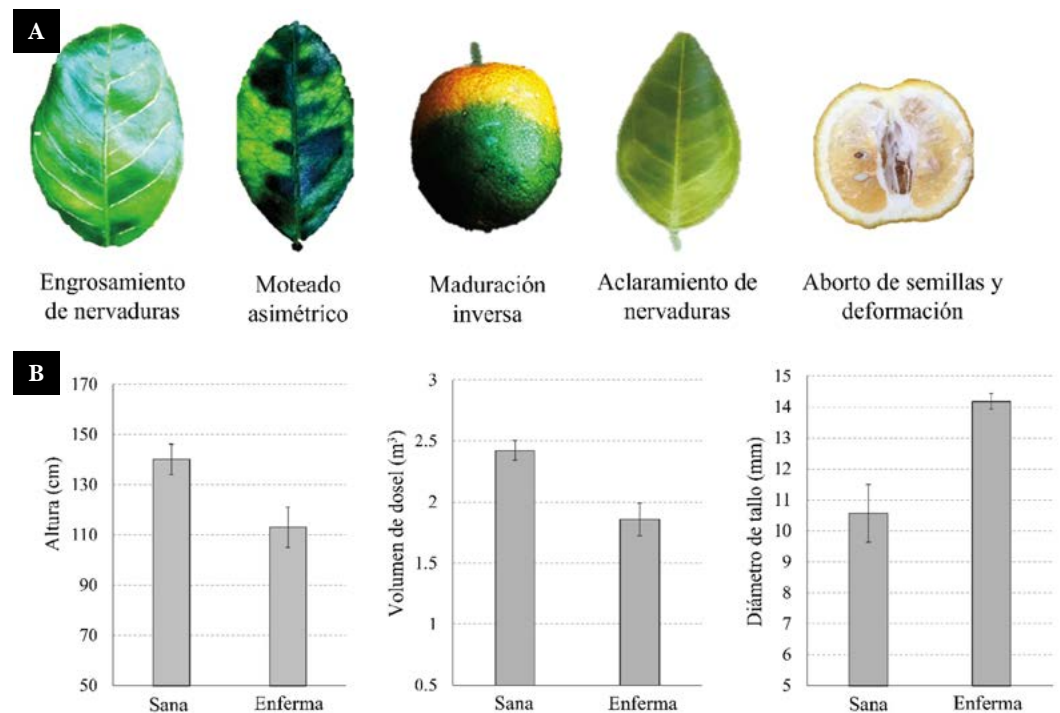 A
Engrosamiento
de nervaduras
Moteado
asimétrico
Maduración
inversa
Aclaramiento de
nervaduras
Aborto de semillas y
deformación
B
Altura (cm)
170
150
130
110
90
70
50
Sana Enferma
Volumen de dosel (m³)
3
2.5
2
1.5
1
0.5
Sana Enferma
Diámetro de tallo (mm)
15
14
13
12
11
10
9
8
7
6
5
Sana Enferma